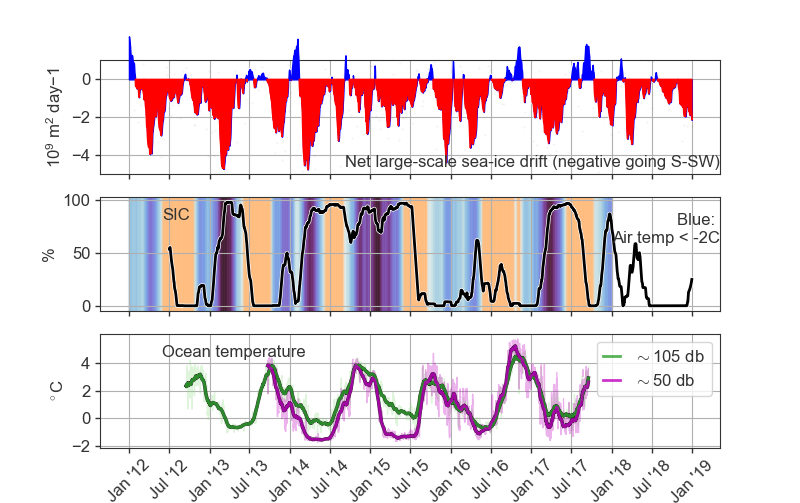 10⁹ m² day−1
0
−2
−4
Net large-scale sea-ice drift (negative going S-SW)
%
100
50
0
SIC
Blue:
Air temp < -2C
°C
4
2
0
−2
Ocean temperature
~ 105 db
~ 50 db
Jan '12
Jul '12
Jan '13
Jul '13
Jan '14
Jul '14
Jan '15
Jul '15
Jan '16
Jul '16
Jan '17
Jul '17
Jan '18
Jul '18
Jan '19